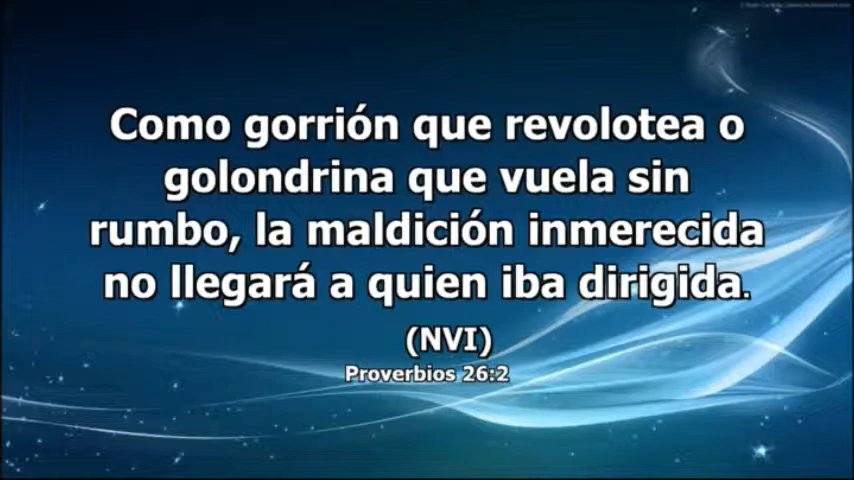 Como gorrión que revolotea o
golondrina que vuela sin
rumbo, la maldición inmerecida
no llegará a quien iba dirigida.
(NVI)
Proverbios 26:2